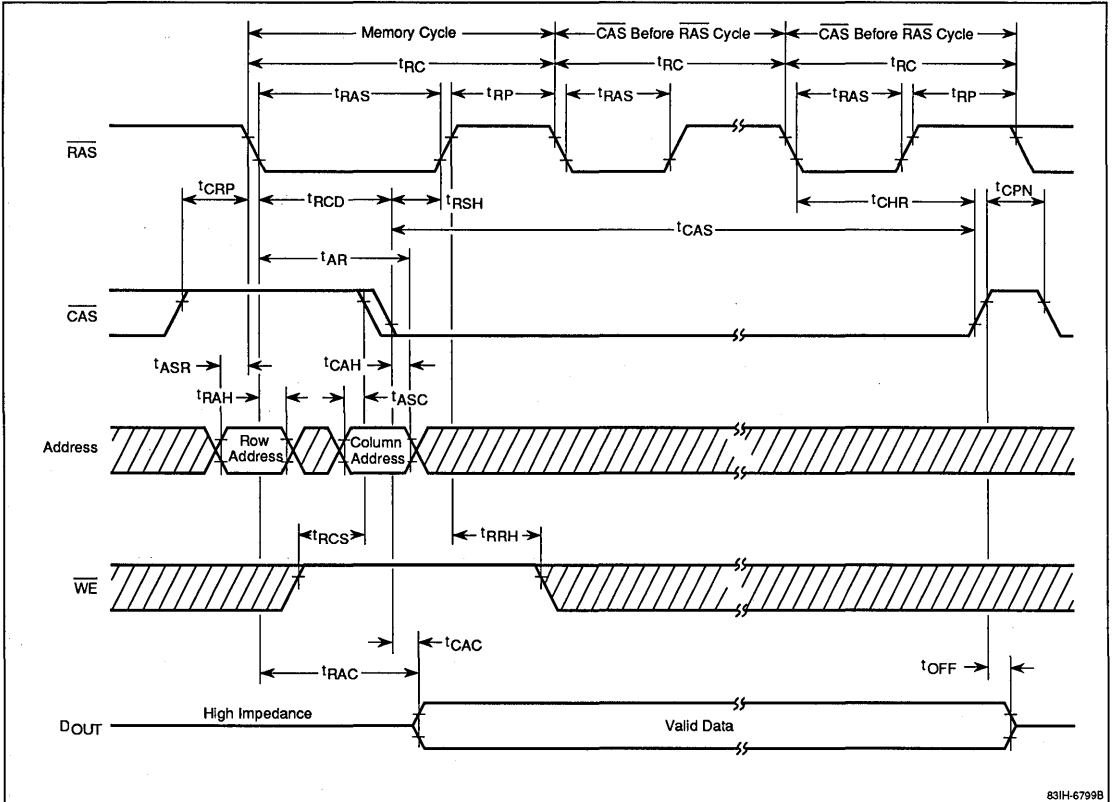 Memory Cycle
CAS Before RAS Cycle
CAS Before RAS Cycle
tRC
tRC
tRC
tRAS
tRP
tRAS
tRAS
tRP
RAS
tCRP
tRCD
tRSH
tCHR
tCPN
tCAS
tAR
CAS
tASR
tCAH
tRAH
tASC
Address
Row
Address
Column
Address
tRCS
tRRH
WE
tCAC
tRAC
tOFF
High Impedance
DOUT
Valid Data
83IH-6799B